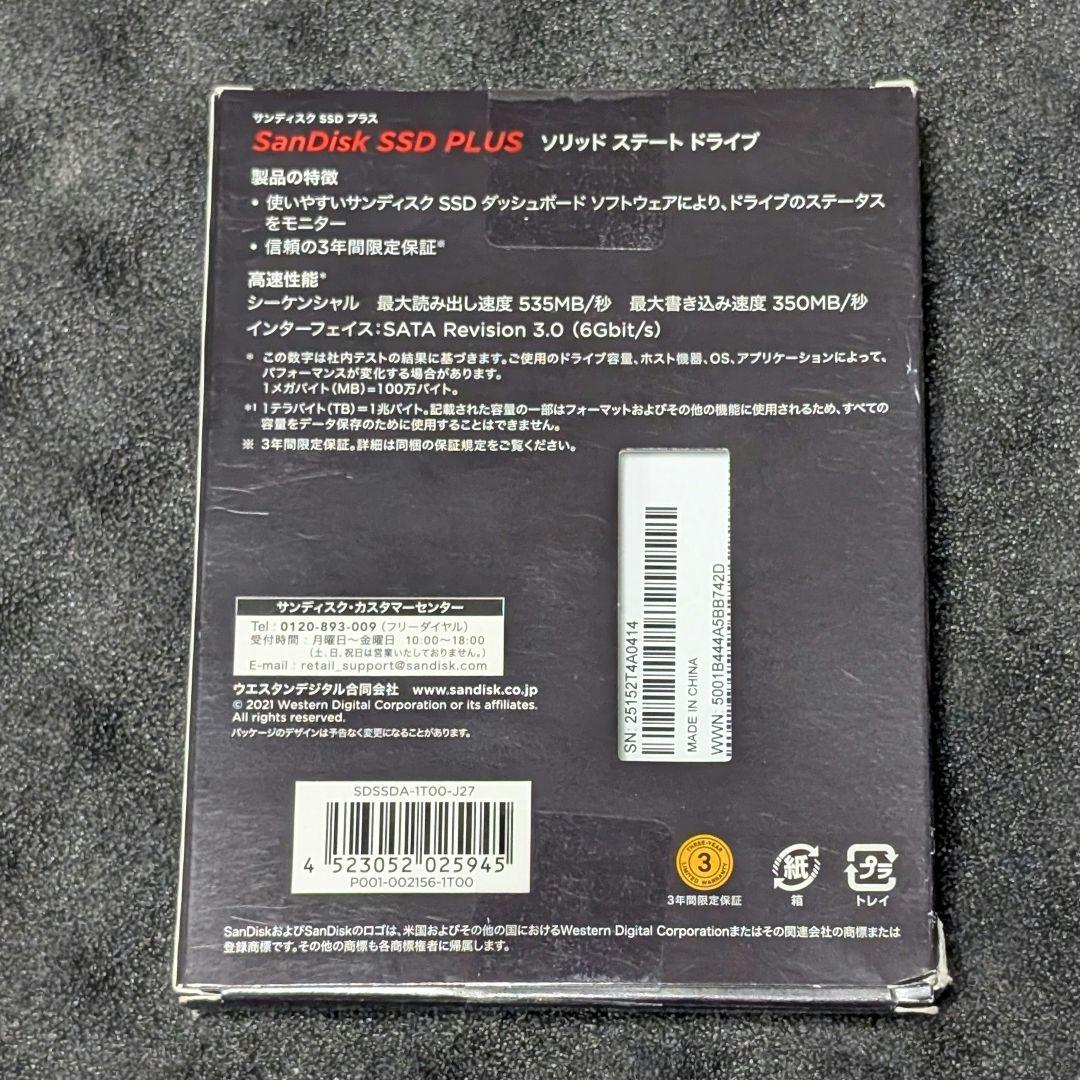 サンディスク SSD プラス
SanDisk SSD PLUS ソリッド ステート ドライブ
製品の特徴
• 使いやすいサンディスク SSD ダッシュボード ソフトウェアにより、ドライブのステータス
をモニター
• 信頼の3年間限定保証※
高速性能*
シーケンシャル 最大読み出し速度 535MB/秒 最大書き込み速度 350MB/秒
インターフェイス：SATA Revision 3.0（6Gbit/s）
* この数字は社内テストの結果に基づきます。ご使用のドライブ容量、ホスト機器、OS、アプリケーションによって、
パフォーマンスが変化する場合があります。
1メガバイト（MB）=100万バイト。
*1 1テラバイト（TB）=1兆バイト。記載された容量の一部はフォーマットおよびその他の機能に使用されるため、すべての
容量をデータ保存のために使用することはできません。
※ 3年間限定保証。詳細は同梱の保証規定をご覧ください。
SN: 25152T4A0414
MADE IN CHINA
WWN: 5001B444A5BB742D
サンディスク・カスタマーセンター
Tel : 0120-893-009（フリーダイヤル）
受付時間 : 月曜日～金曜日 10:00～18:00
（土、日、祝日は営業いたしておりません）
E-mail : retail_support@sandisk.com
ウエスタンデジタル合同会社 www.sandisk.co.jp
© 2021 Western Digital Corporation or its affiliates.
All rights reserved.
パッケージのデザインは予告なく変更になることがあります。
SDSSDA-1T00-J27
4 523052 025945
P001-002156-1T00
THREE-YEAR
3
LIMITED WARRANTY
3年間限定保証
紙
箱
プラ
トレイ
SanDiskおよびSanDiskのロゴは、米国およびその他の国におけるWestern Digital Corporationまたはその関連会社の商標または
登録商標です。その他の商標も各商標権者に帰属します。